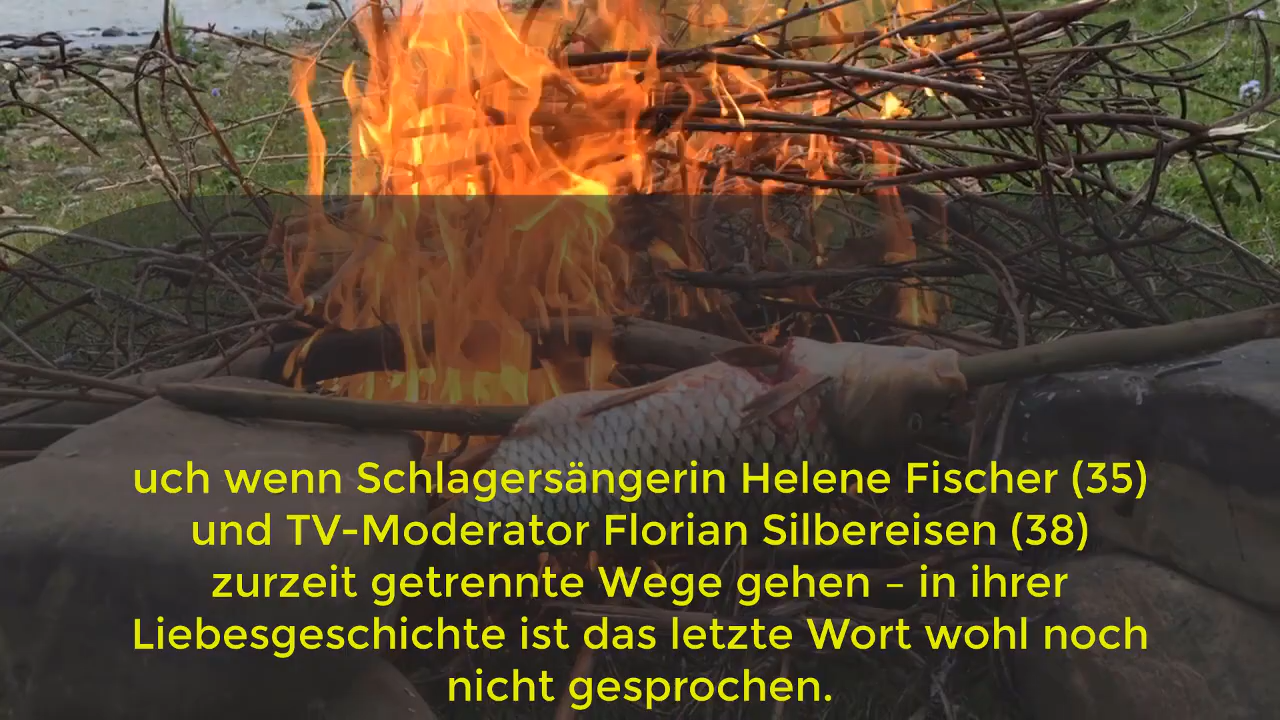 uch wenn Schlagersängerin Helene Fischer (35)
und TV-Moderator Florian Silbereisen (38)
zurzeit getrennte Wege gehen – in ihrer
Liebesgeschichte ist das letzte Wort wohl noch
nicht gesprochen.